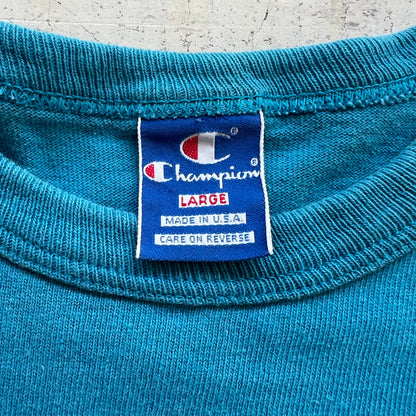 ®
Champion
LARGE
MADE IN U.S.A.
CARE ON REVERSE